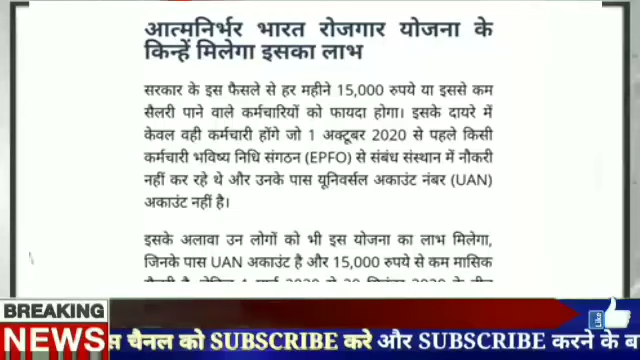 आत्मनिर्भर भारत रोजगार योजना के
किन्हें मिलेगा इसका लाभ
सरकार के इस फैसले से हर महीने 15,000 रुपये या इससे कम
सैलरी पाने वाले कर्मचारियों को फायदा होगा। इसके दायरे में
केवल वही कर्मचारी होंगे जो 1 अक्टूबर 2020 से पहले किसी
कर्मचारी भविष्य निधि संगठन (EPFO) से संबंध संस्थान में नौकरी
नहीं कर रहे थे और उनके पास यूनिवर्सल अकाउंट नंबर (UAN)
अकाउंट नहीं है।
इसके अलावा उन लोगों को भी इस योजना का लाभ मिलेगा,
जिनके पास UAN अकाउंट है और 15,000 रुपये से कम मासिक
BREAKING
NEWS
चैनल को SUBSCRIBE करे और SUBSCRIBE करने के
Like